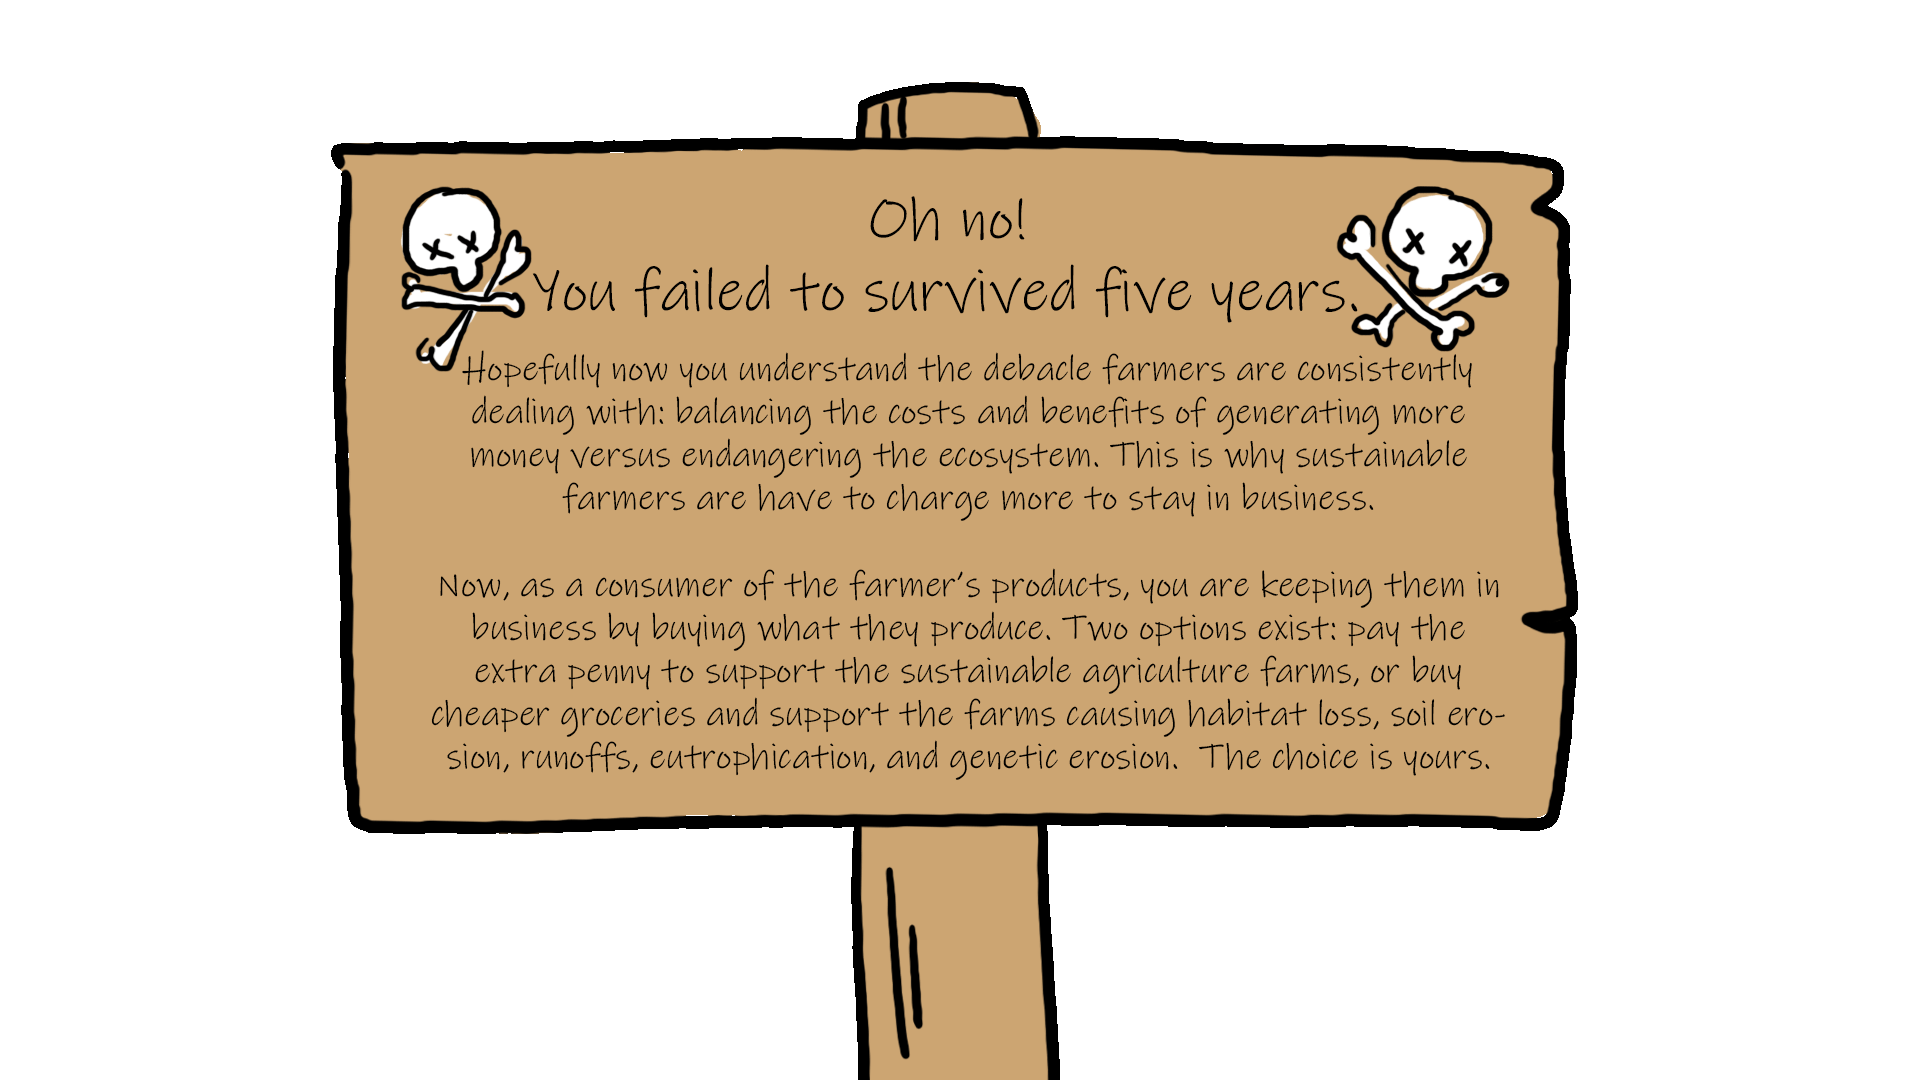 Oh no!
You failed to survived five years.
Hopefully now you understand the debacle farmers are consistently
dealing with: balancing the costs and benefits of generating more
money versus endangering the ecosystem. This is why sustainable
farmers are have to charge more to stay in business.
Now, as a consumer of the farmer's products, you are keeping them in
business by buying what they produce. Two options exist: pay the
extra penny to support the sustainable agriculture farms, or buy
cheaper groceries and support the farms causing habitat loss, soil ero-
sion, runoffs, eutrophication, and genetic erosion.  The choice is yours.